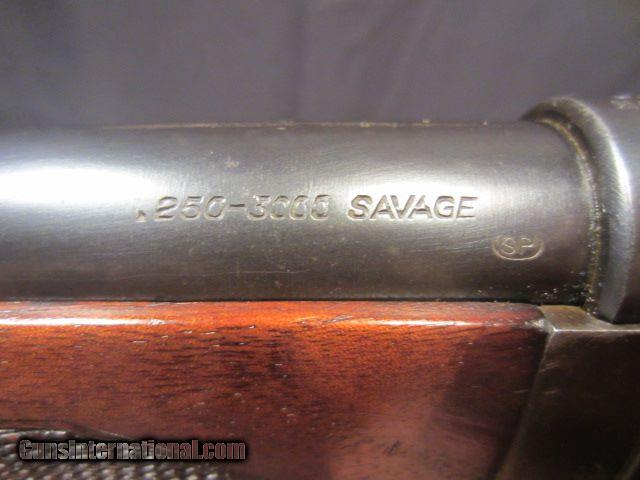 .250-3000 SAVAGE
SP
GunsInternational.com